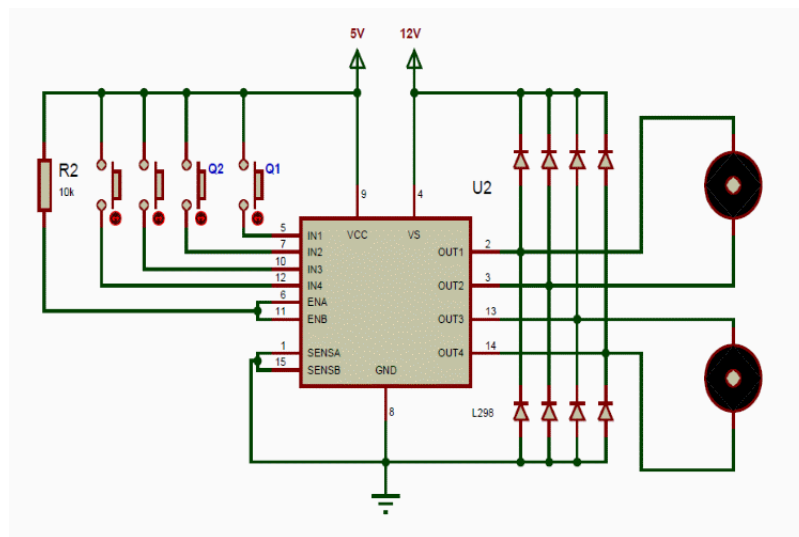 5V 12V
R2
10k
Q2 Q1
U2
9 4
5 IN1 VCC VS
7 IN2 OUT1 2
10 IN3
12 IN4 OUT2 3
6 ENA
11 ENB OUT3 13
1 SENSA OUT4 14
15 SENSB GND
8 L298